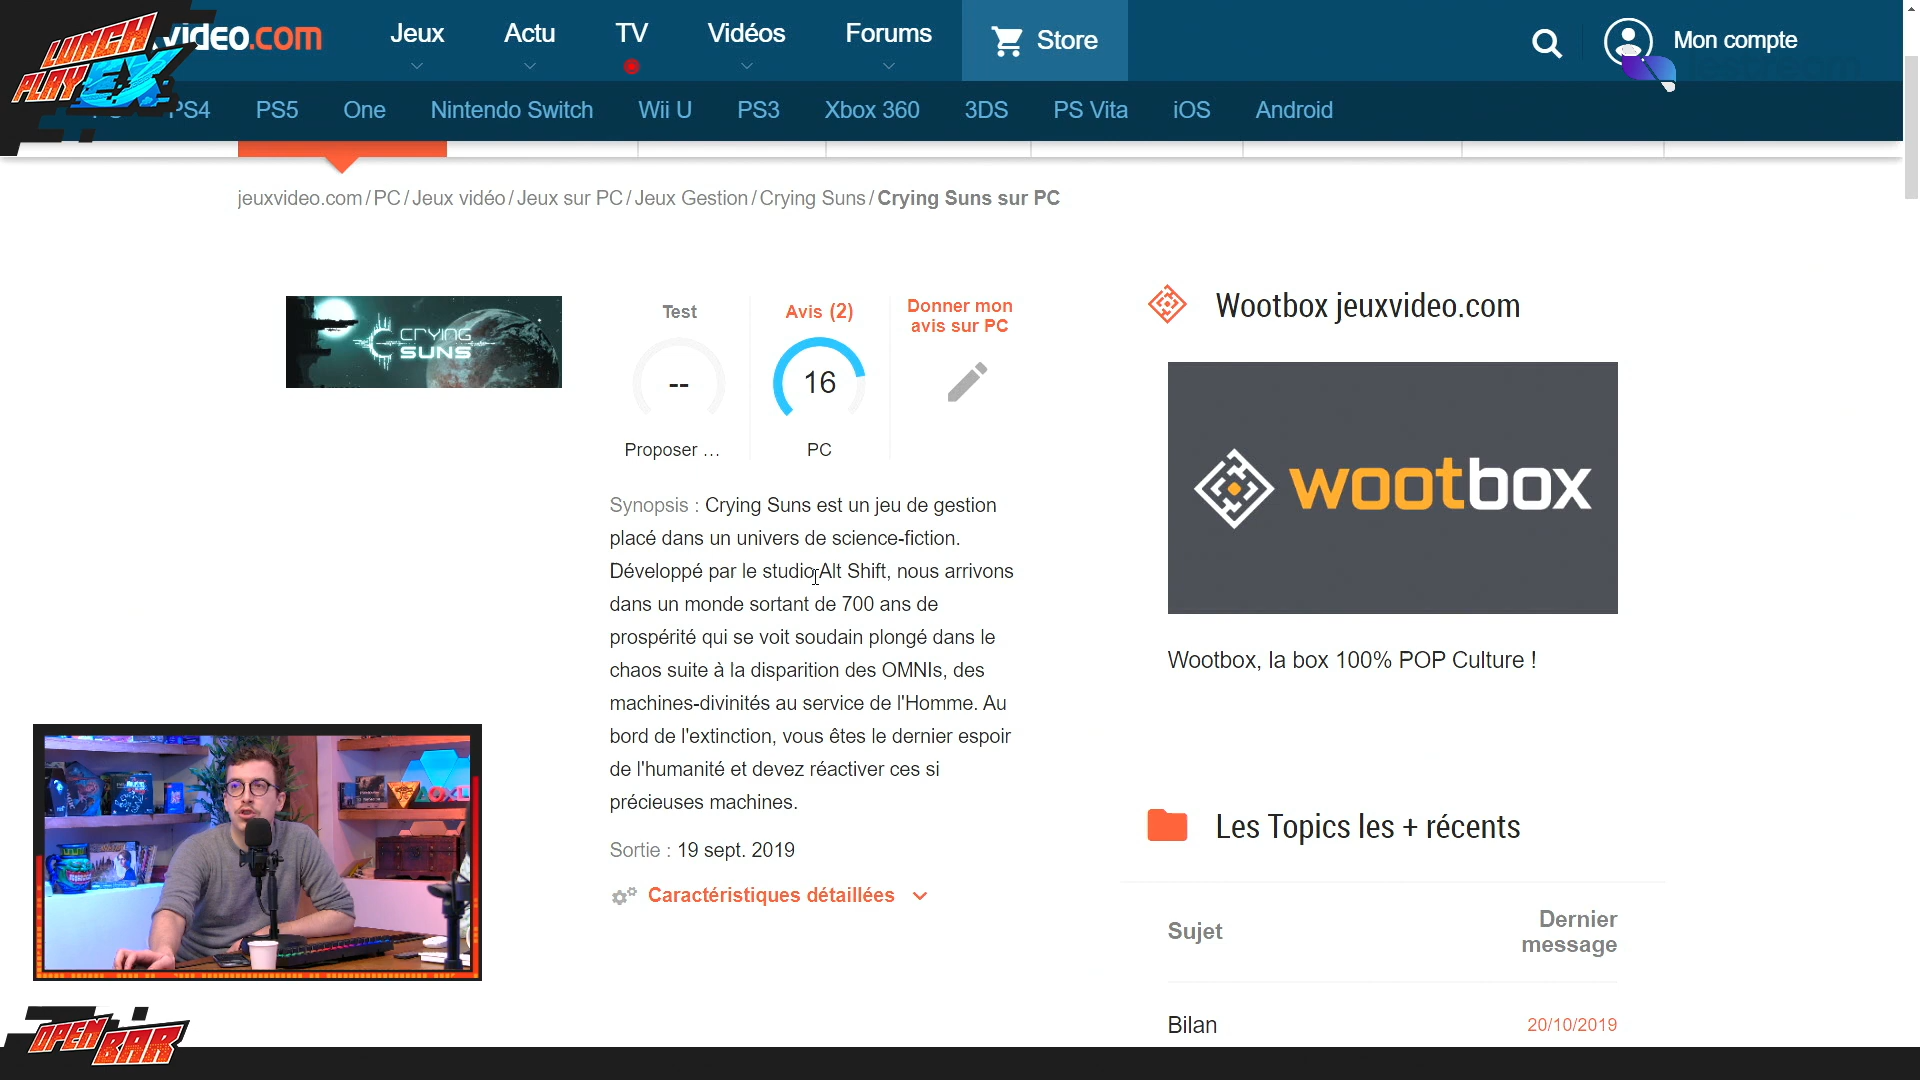 LUNCH
PLAY EX
video.com
Jeux
Actu
TV
Vidéos
Forums
Store
Mon compte
PS4
PS5
One
Nintendo Switch
Wii U
PS3
Xbox 360
3DS
PS Vita
iOS
Android
jeuxvideo.com / PC / Jeux vidéo / Jeux sur PC / Jeux Gestion / Crying Suns / Crying Suns sur PC
CRYING
SUNS
Test
--
Proposer ...
Avis (2)
16
PC
Donner mon
avis sur PC
Synopsis : Crying Suns est un jeu de gestion
placé dans un univers de science-fiction.
Développé par le studio Alt Shift, nous arrivons
dans un monde sortant de 700 ans de
prospérité qui se voit soudain plongé dans le
chaos suite à la disparition des OMNIs, des
machines-divinités au service de l'Homme. Au
bord de l'extinction, vous êtes le dernier espoir
de l'humanité et devez réactiver ces si
précieuses machines.
Sortie : 19 sept. 2019
Caractéristiques détaillées
Wootbox jeuxvideo.com
wootbox
Wootbox, la box 100% POP Culture !
Les Topics les + récents
Sujet
Dernier
message
Bilan
20/10/2019
OPEN
BAR